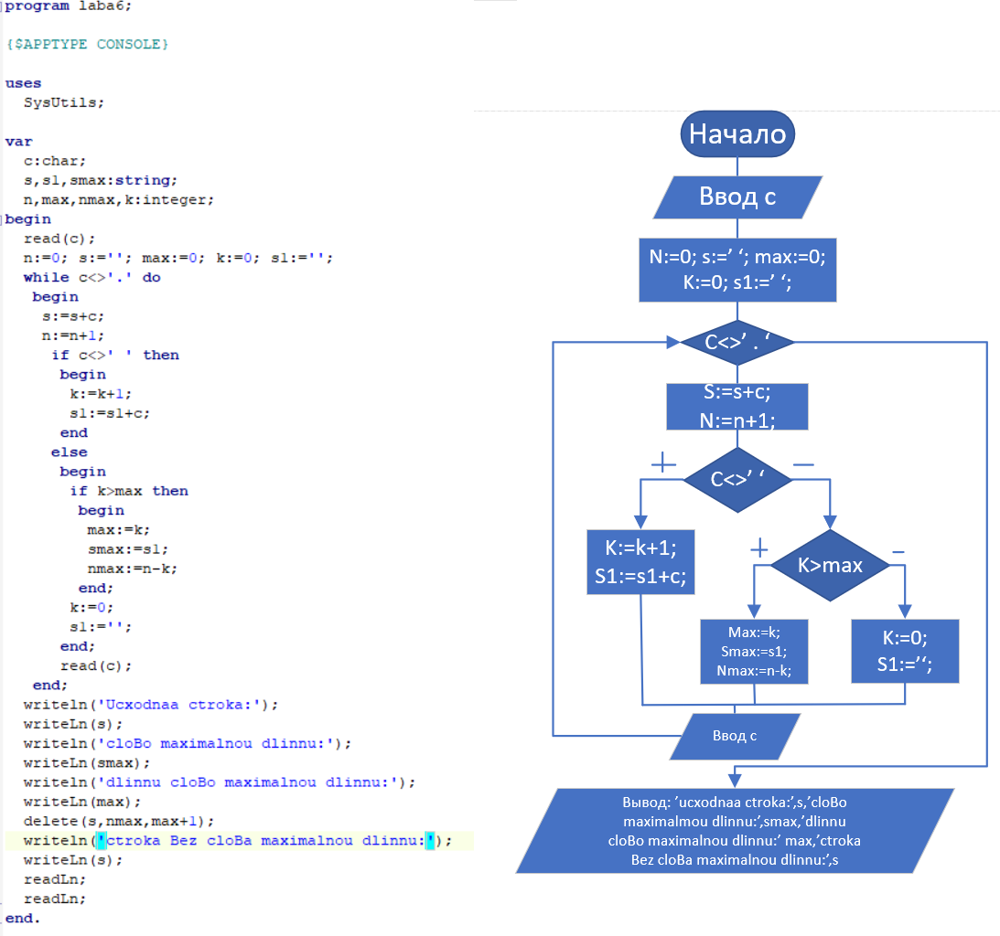 program laba6;
{$APPTYPE CONSOLE}
uses
SysUtils;
var
c:char;
s,s1,smax:string;
n,max,nmax,k:integer;
begin
read(c);
n:=0; s:=''; max:=0; k:=0; s1:='';
while c<>'.' do
begin
s:=s+c;
n:=n+1;
if c<>' ' then
begin
k:=k+1;
s1:=s1+c;
end
else
begin
if k>max then
begin
max:=k;
smax:=s1;
nmax:=n-k;
end;
k:=0;
s1:='';
end;
read(c);
end;
writeln('Ucxodnaa ctroka:');
writeLn(s);
writeln('cloBo maximalnou dlinnu:');
writeLn(smax);
writeln('dlinnu cloBo maximalnou dlinnu:');
writeLn(max);
delete(s,nmax,max+1);
writeln('ctroka Bez cloBa maximalnou dlinnu:');
writeLn(s);
readLn;
readLn;
end.
Начало
Ввод с
N:=0; s:=’ ‘; max:=0;
K:=0; s1:=’ ‘;
C<>’ . ‘
S:=s+c;
N:=n+1;
+
C<>’ ‘
−
K:=k+1;
S1:=s1+c;
+
K>max
−
Max:=k;
Smax:=s1;
Nmax:=n-k;
K:=0;
S1:=’‘;
Ввод с
Вывод: ’ucxodnaa ctroka:’,s,’cloBo
maximalnou dlinnu:’,smax,’dlinnu
cloBo maximalnou dlinnu:’ max,’ctroka
Bez cloBa maximalnou dlinnu:’,s